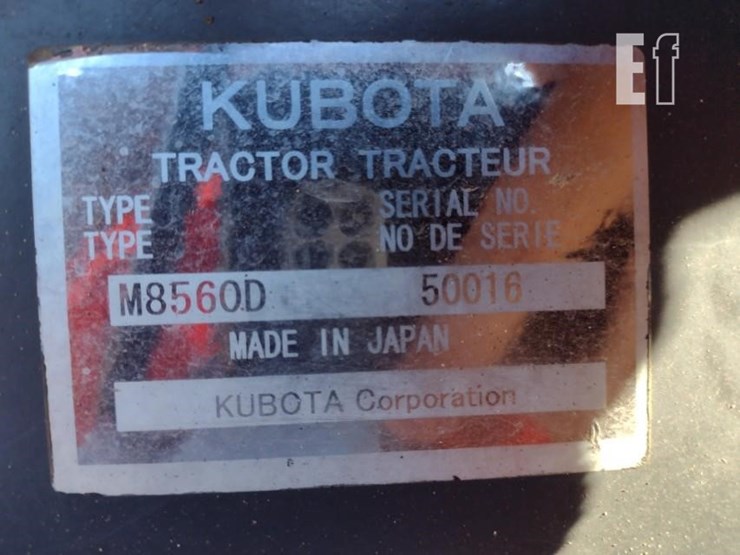 Ef
KUBOTA
TRACTOR TRACTEUR
TYPE SERIAL NO.
TYPE NO DE SERIE
M8560D 50016
MADE IN JAPAN
KUBOTA Corporation